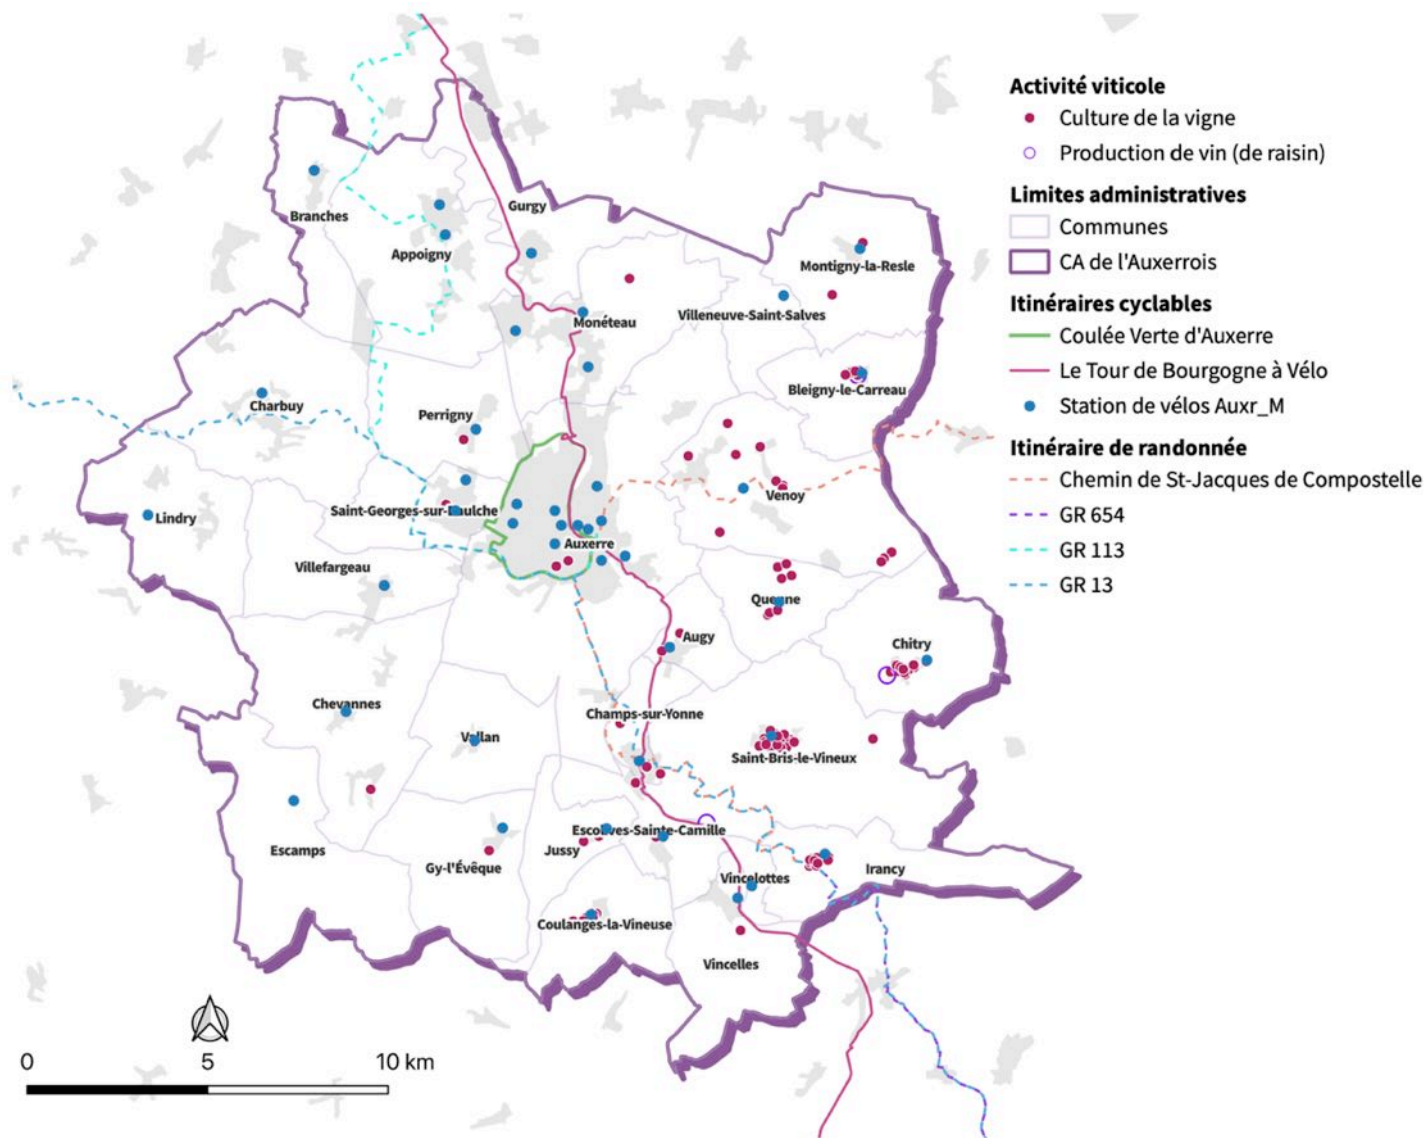 Activité viticole
Culture de la vigne
Production de vin (de raisin)
Limites administratives
Communes
CA de l'Auxerrois
Itinéraires cyclables
Coulée Verte d'Auxerre
Le Tour de Bourgogne à Vélo
Station de vélos Auxr_M
Itinéraire de randonnée
Chemin de St-Jacques de Compostelle
GR 654
GR 113
GR 13
Branches
Gurgy
Appoigny
Montigny-la-Resle
Monéteau
Villeneuve-Saint-Salves
Bleigny-le-Carreau
Charbuy
Perrigny
Venoy
Saint-Georges-sur-Baulche
Lindry
Auxerre
Villefargeau
Quenne
Augy
Chitry
Chevannes
Champs-sur-Yonne
Vallan
Saint-Bris-le-Vineux
Escolives-Sainte-Camille
Escamps
Jussy
Gy-l'Évêque
Irancy
Vincelottes
Coulanges-la-Vineuse
Vincelles
0 5 10 km